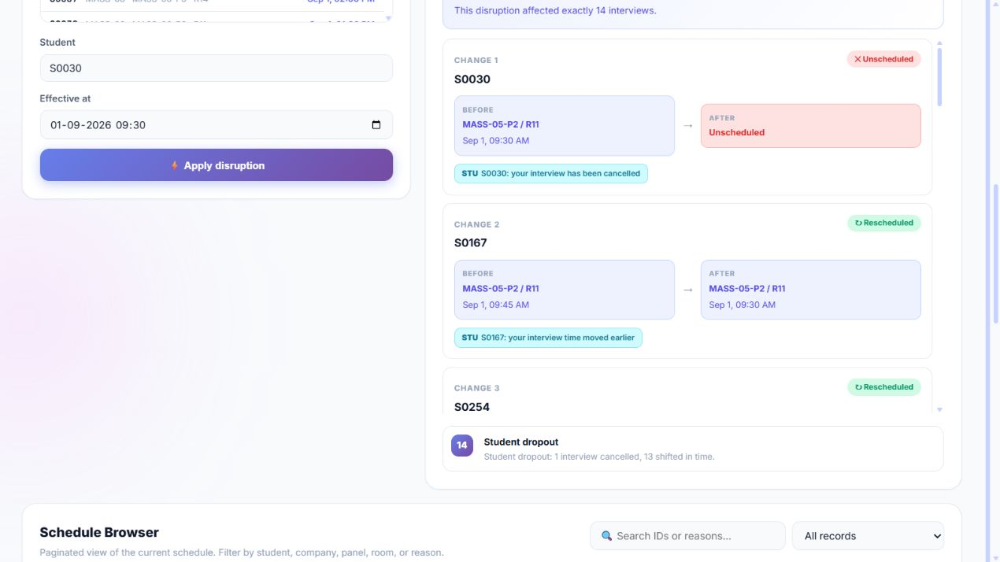 This disruption affected exactly 14 interviews.
Student
S0030
Effective at
01-09-2026 09:30
Apply disruption
CHANGE 1
Unscheduled
S0030
BEFORE
MASS-05-P2 / R11
Sep 1, 09:30 AM
→
AFTER
Unscheduled
STU S0030: your interview has been cancelled
CHANGE 2
↻ Rescheduled
S0167
BEFORE
MASS-05-P2 / R11
Sep 1, 09:45 AM
→
AFTER
MASS-05-P2 / R11
Sep 1, 09:30 AM
STU S0167: your interview time moved earlier
CHANGE 3
↻ Rescheduled
S0254
14
Student dropout
Student dropout: 1 interview cancelled, 13 shifted in time.
Schedule Browser
Paginated view of the current schedule. Filter by student, company, panel, room, or reason.
Search IDs or reasons...
All records